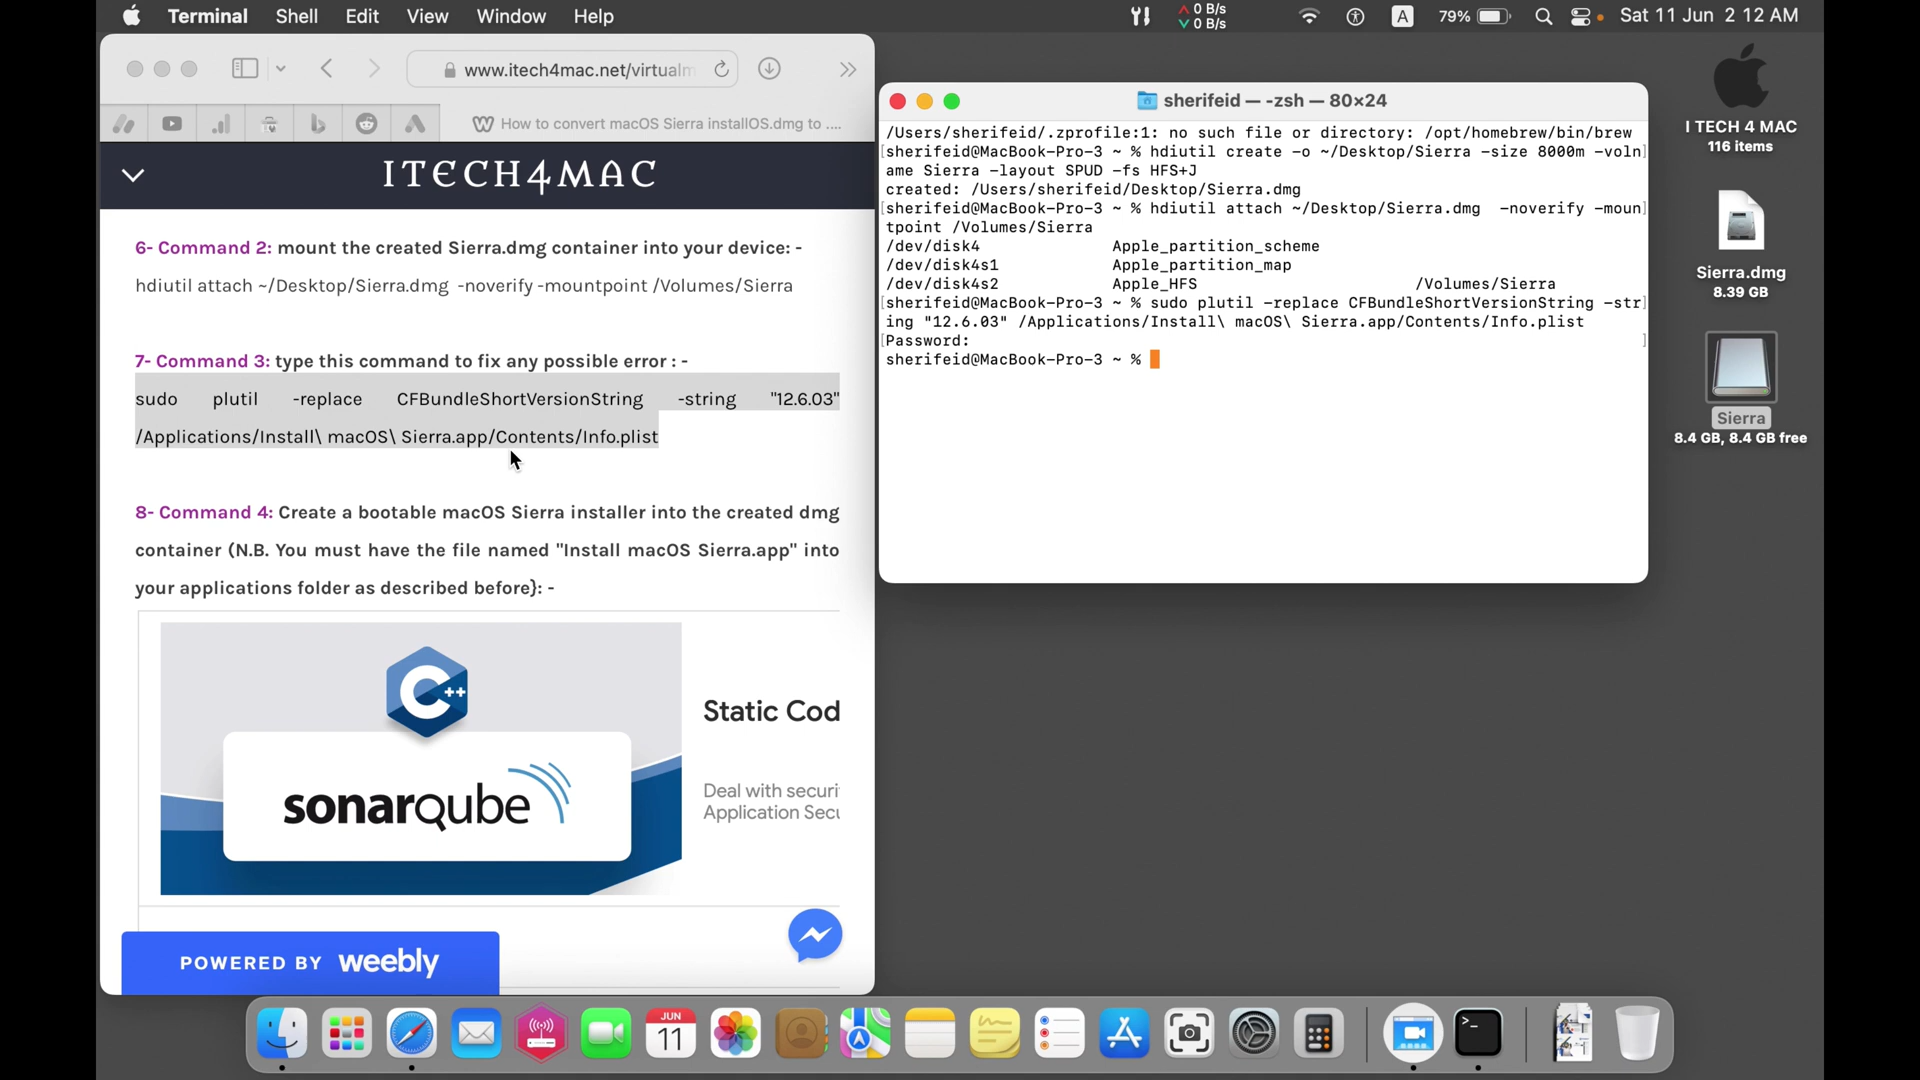 Terminal Shell Edit View Window Help
0 B/s
0 B/s
A
79%
Sat 11 Jun 2 12 AM
www.itech4mac.net/virtualm
How to convert macOS Sierra installOS.dmg to ....
ITECH4MAC
6- Command 2: mount the created Sierra.dmg container into your device: -
hdiutil attach ~/Desktop/Sierra.dmg -noverify -mountpoint /Volumes/Sierra
7- Command 3: type this command to fix any possible error : -
sudo plutil -replace CFBundleShortVersionString -string "12.6.03"
/Applications/Install\ macOS\ Sierra.app/Contents/Info.plist
8- Command 4: Create a bootable macOS Sierra installer into the created dmg
container (N.B. You must have the file named "Install macOS Sierra.app" into
your applications folder as described before}: -
C++
sonarqube
Static Cod
Deal with securi
Application Secu
POWERED BY weebly
sherifeid — -zsh — 80×24
/Users/sherifeid/.zprofile:1: no such file or directory: /opt/homebrew/bin/brew
[sherifeid@MacBook-Pro-3 ~ % hdiutil create -o ~/Desktop/Sierra -size 8000m -voln]
ame Sierra -layout SPUD -fs HFS+J
created: /Users/sherifeid/Desktop/Sierra.dmg
[sherifeid@MacBook-Pro-3 ~ % hdiutil attach ~/Desktop/Sierra.dmg  -noverify -moun]
tpoint /Volumes/Sierra
/dev/disk4 Apple_partition_scheme
/dev/disk4s1 Apple_partition_map
/dev/disk4s2 Apple_HFS /Volumes/Sierra
[sherifeid@MacBook-Pro-3 ~ % sudo plutil -replace CFBundleShortVersionString -str]
ing "12.6.03" /Applications/Install\ macOS\ Sierra.app/Contents/Info.plist
[Password: ]
sherifeid@MacBook-Pro-3 ~ %
I TECH 4 MAC
116 items
Sierra.dmg
8.39 GB
Sierra
8.4 GB, 8.4 GB free
JUN
11